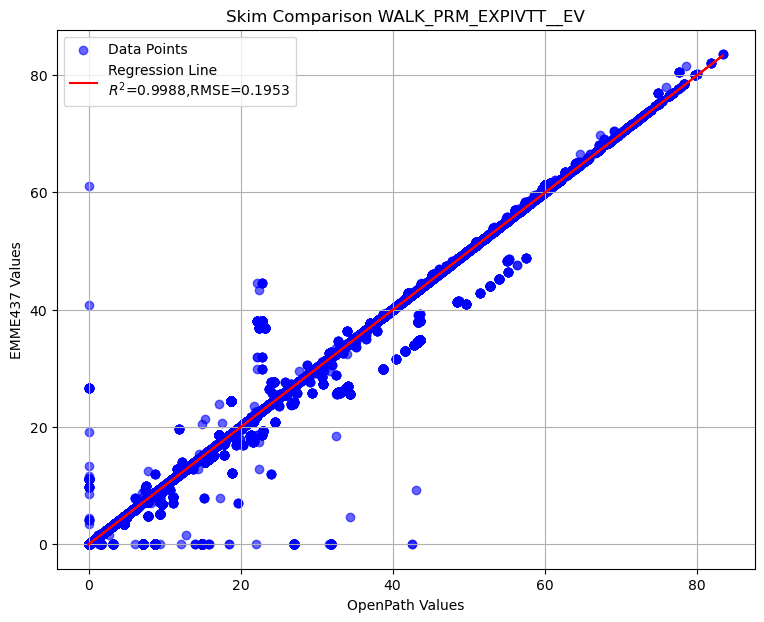 Skim Comparison WALK_PRM_EXPIVTT__EV
Data Points
Regression Line
R²=0.9988,RMSE=0.1953
80
60
40
20
0
EMME437 Values
0 20 40 60 80
OpenPath Values